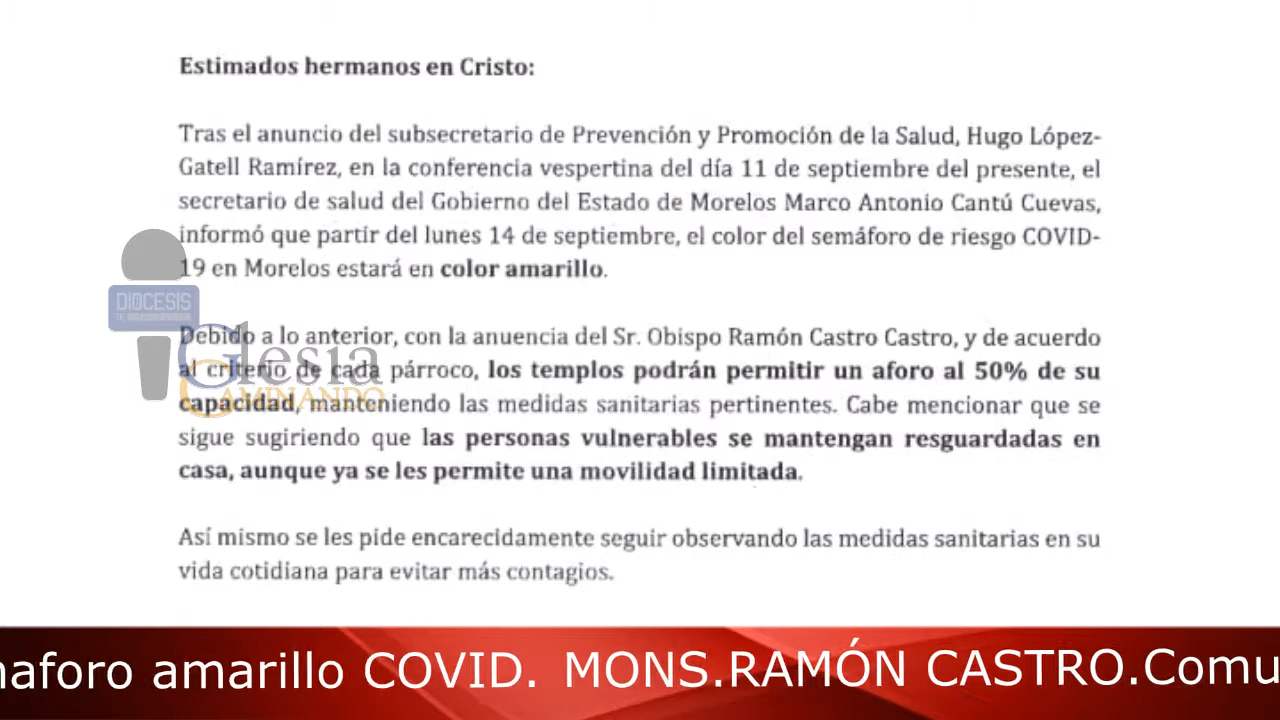 Estimados hermanos en Cristo:
Tras el anuncio del subsecretario de Prevención y Promoción de la Salud, Hugo López-
Gatell Ramírez, en la conferencia vespertina del día 11 de septiembre del presente, el
secretario de salud del Gobierno del Estado de Morelos Marco Antonio Cantú Cuevas,
informó que partir del lunes 14 de septiembre, el color del semáforo de riesgo COVID-
19 en Morelos estará en color amarillo.
DIOCESIS
Debido a lo anterior, con la anuencia del Sr. Obispo Ramón Castro Castro, y de acuerdo
al criterio de cada párroco, los templos podrán permitir un aforo al 50% de su
capacidad, manteniendo las medidas sanitarias pertinentes. Cabe mencionar que se
sigue sugiriendo que las personas vulnerables se mantengan resguardadas en
casa, aunque ya se les permite una movilidad limitada.
Iglesia
CAMINANDO
Así mismo se les pide encarecidamente seguir observando las medidas sanitarias en su
vida cotidiana para evitar más contagios.
naforo amarillo COVID. MONS.RAMÓN CASTRO.Comu